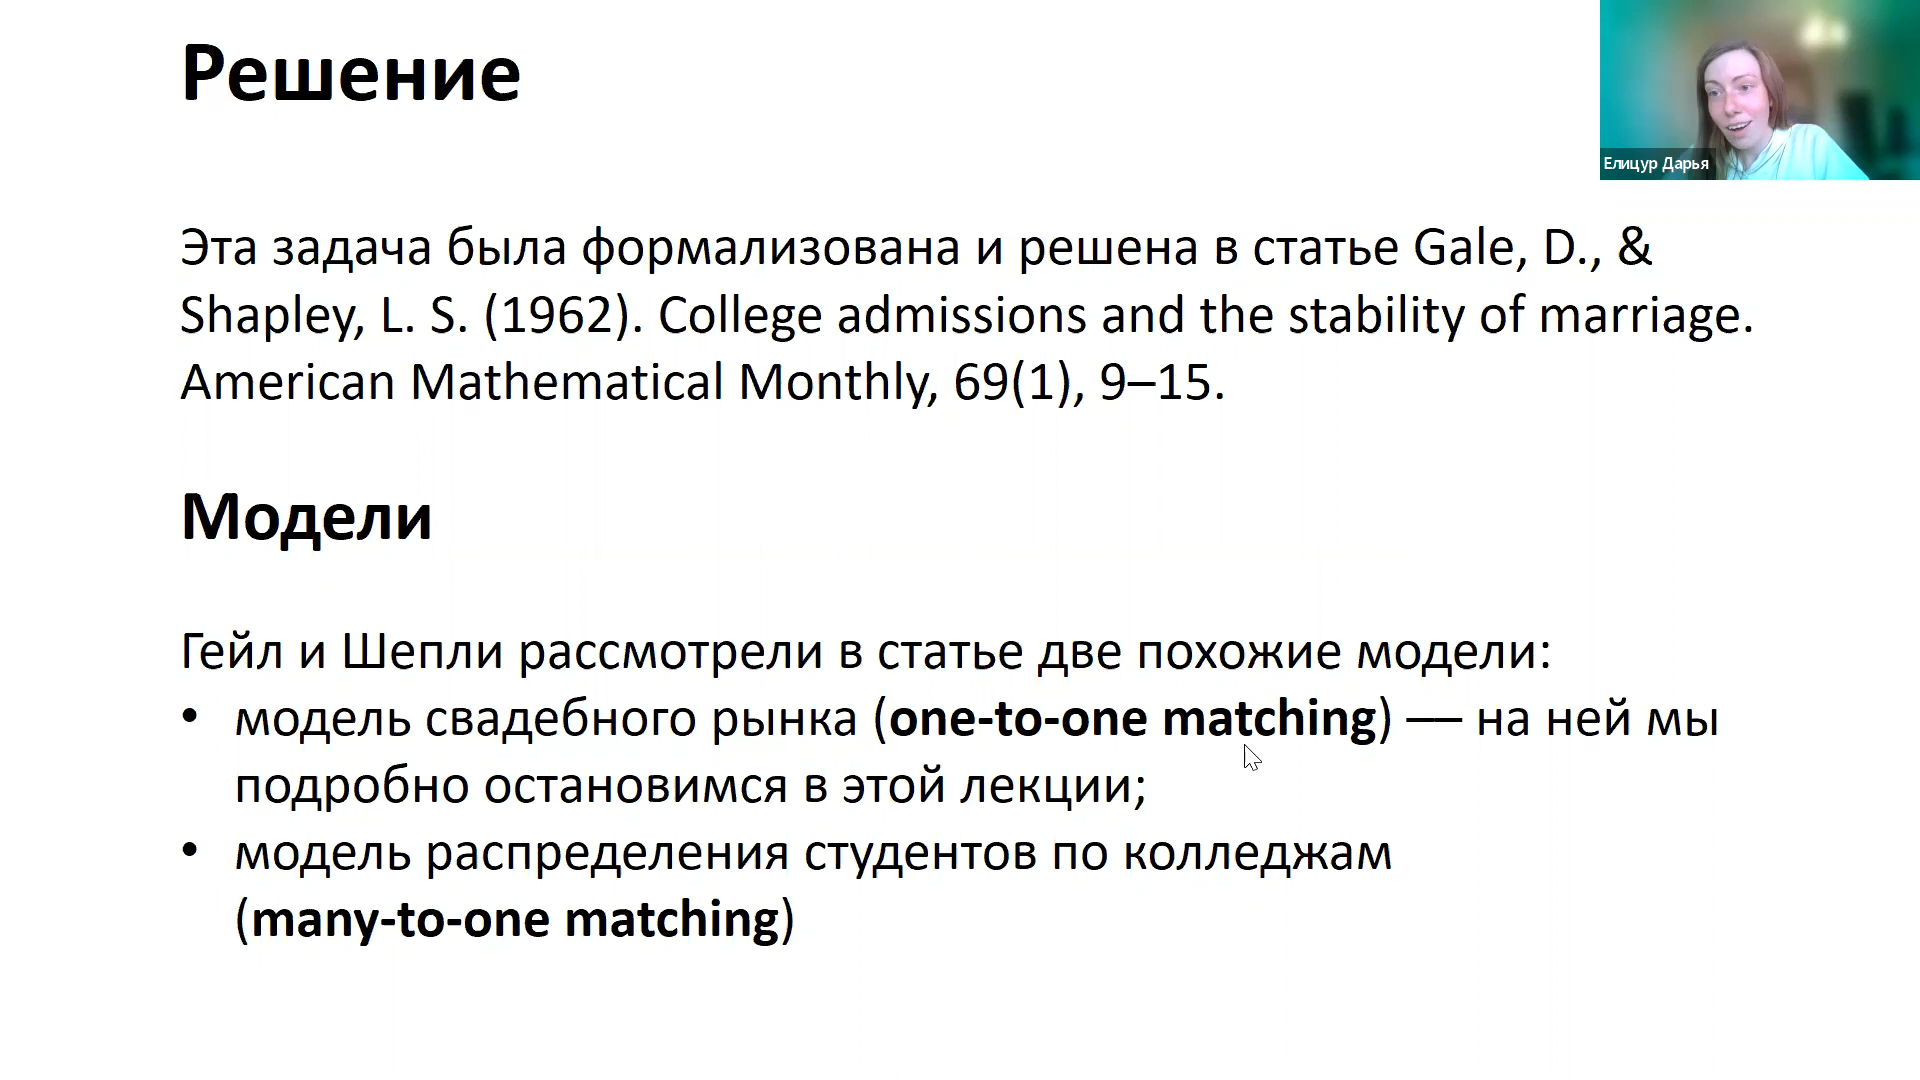 Решение
Елицур Дарья
Эта задача была формализована и решена в статье Gale, D., &
Shapley, L. S. (1962). College admissions and the stability of marriage.
American Mathematical Monthly, 69(1), 9–15.
Модели
Гейл и Шепли рассмотрели в статье две похожие модели:
• модель свадебного рынка (one-to-one matching) –– на ней мы
подробно остановимся в этой лекции;
• модель распределения студентов по колледжам
(many-to-one matching)